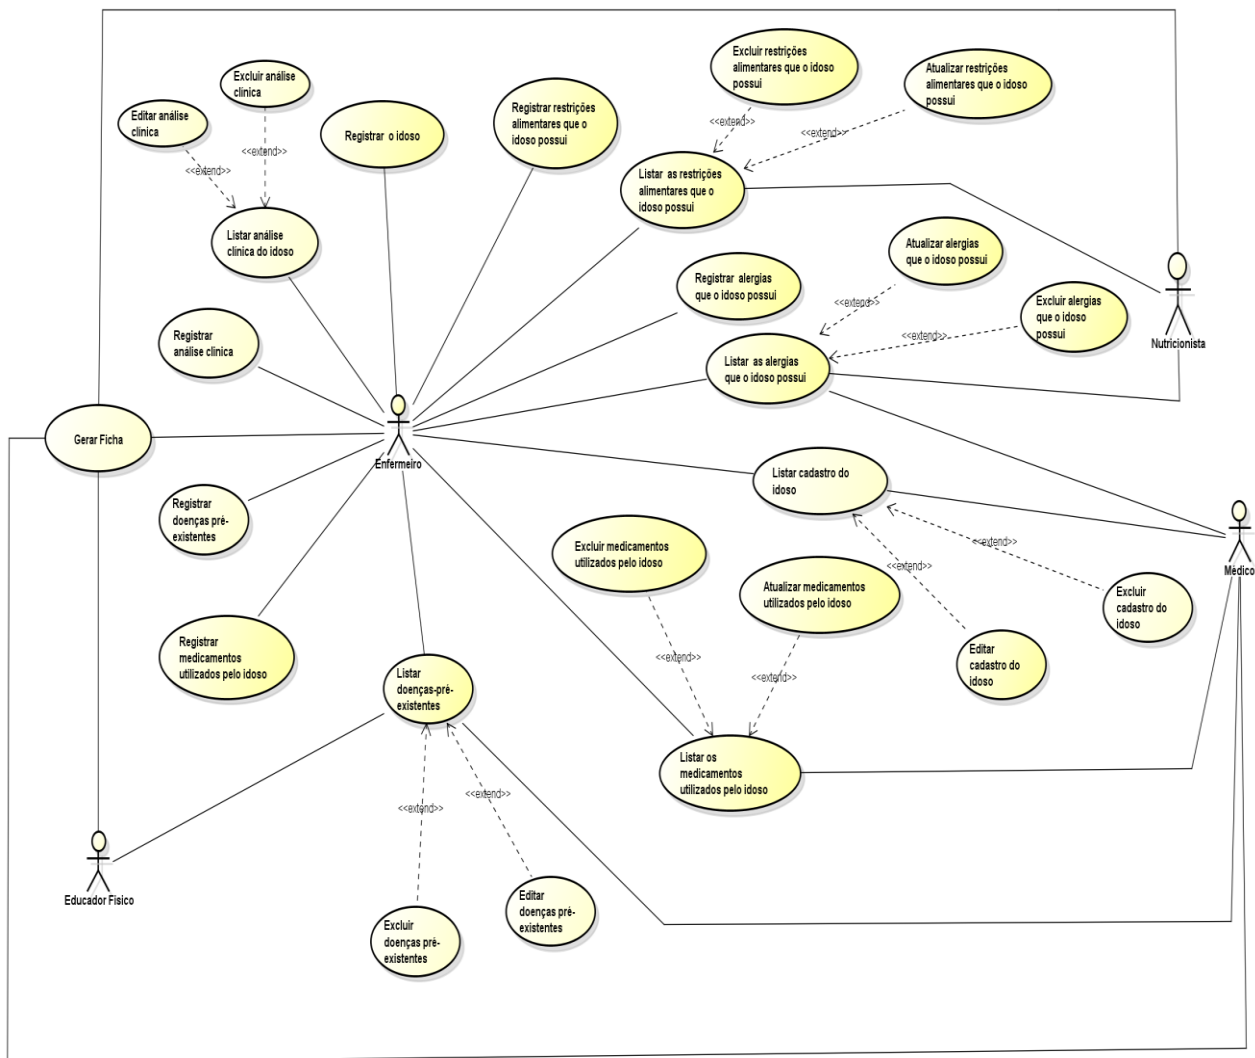 Excluir restrições
alimentares que o idoso
possui
Atualizar restrições
alimentares que o idoso
possui
Excluir análise
clínica
Editar análise
clínica
Registrar o idoso
Registrar restrições
alimentares que o
idoso possui
<<extend>>
<<extend>>
<<extend>>
<<extend>>
Listar as restrições
alimentares que o
idoso possui
Listar análise
clinica do idoso
Atualizar alergias
que o idoso possui
Registrar alergias
que o idoso possui
<<extend>>
Excluir alergias
que o idoso
possui
<<extend>>
Nutricionista
Registrar
análise clinica
Listar as alergias
que o idoso possui
Gerar Ficha
Enfermeiro
Listar cadastro do
idoso
Registrar
doenças pré-
existentes
Excluir medicamentos
utilizados pelo idoso
<<extend>>
<<extend>>
Médico
Atualizar medicamentos
utilizados pelo idoso
Excluir
cadastro do
idoso
Registrar
medicamentos
utilizados pelo idoso
Editar
cadastro do
idoso
<<extend>>
<<extend>>
Listar
doenças-pré-
existentes
Listar os
medicamentos
utilizados pelo idoso
<<extend>>
<<extend>>
Educador Físico
Editar
doenças pré-
existentes
Excluir
doenças pré-
existentes